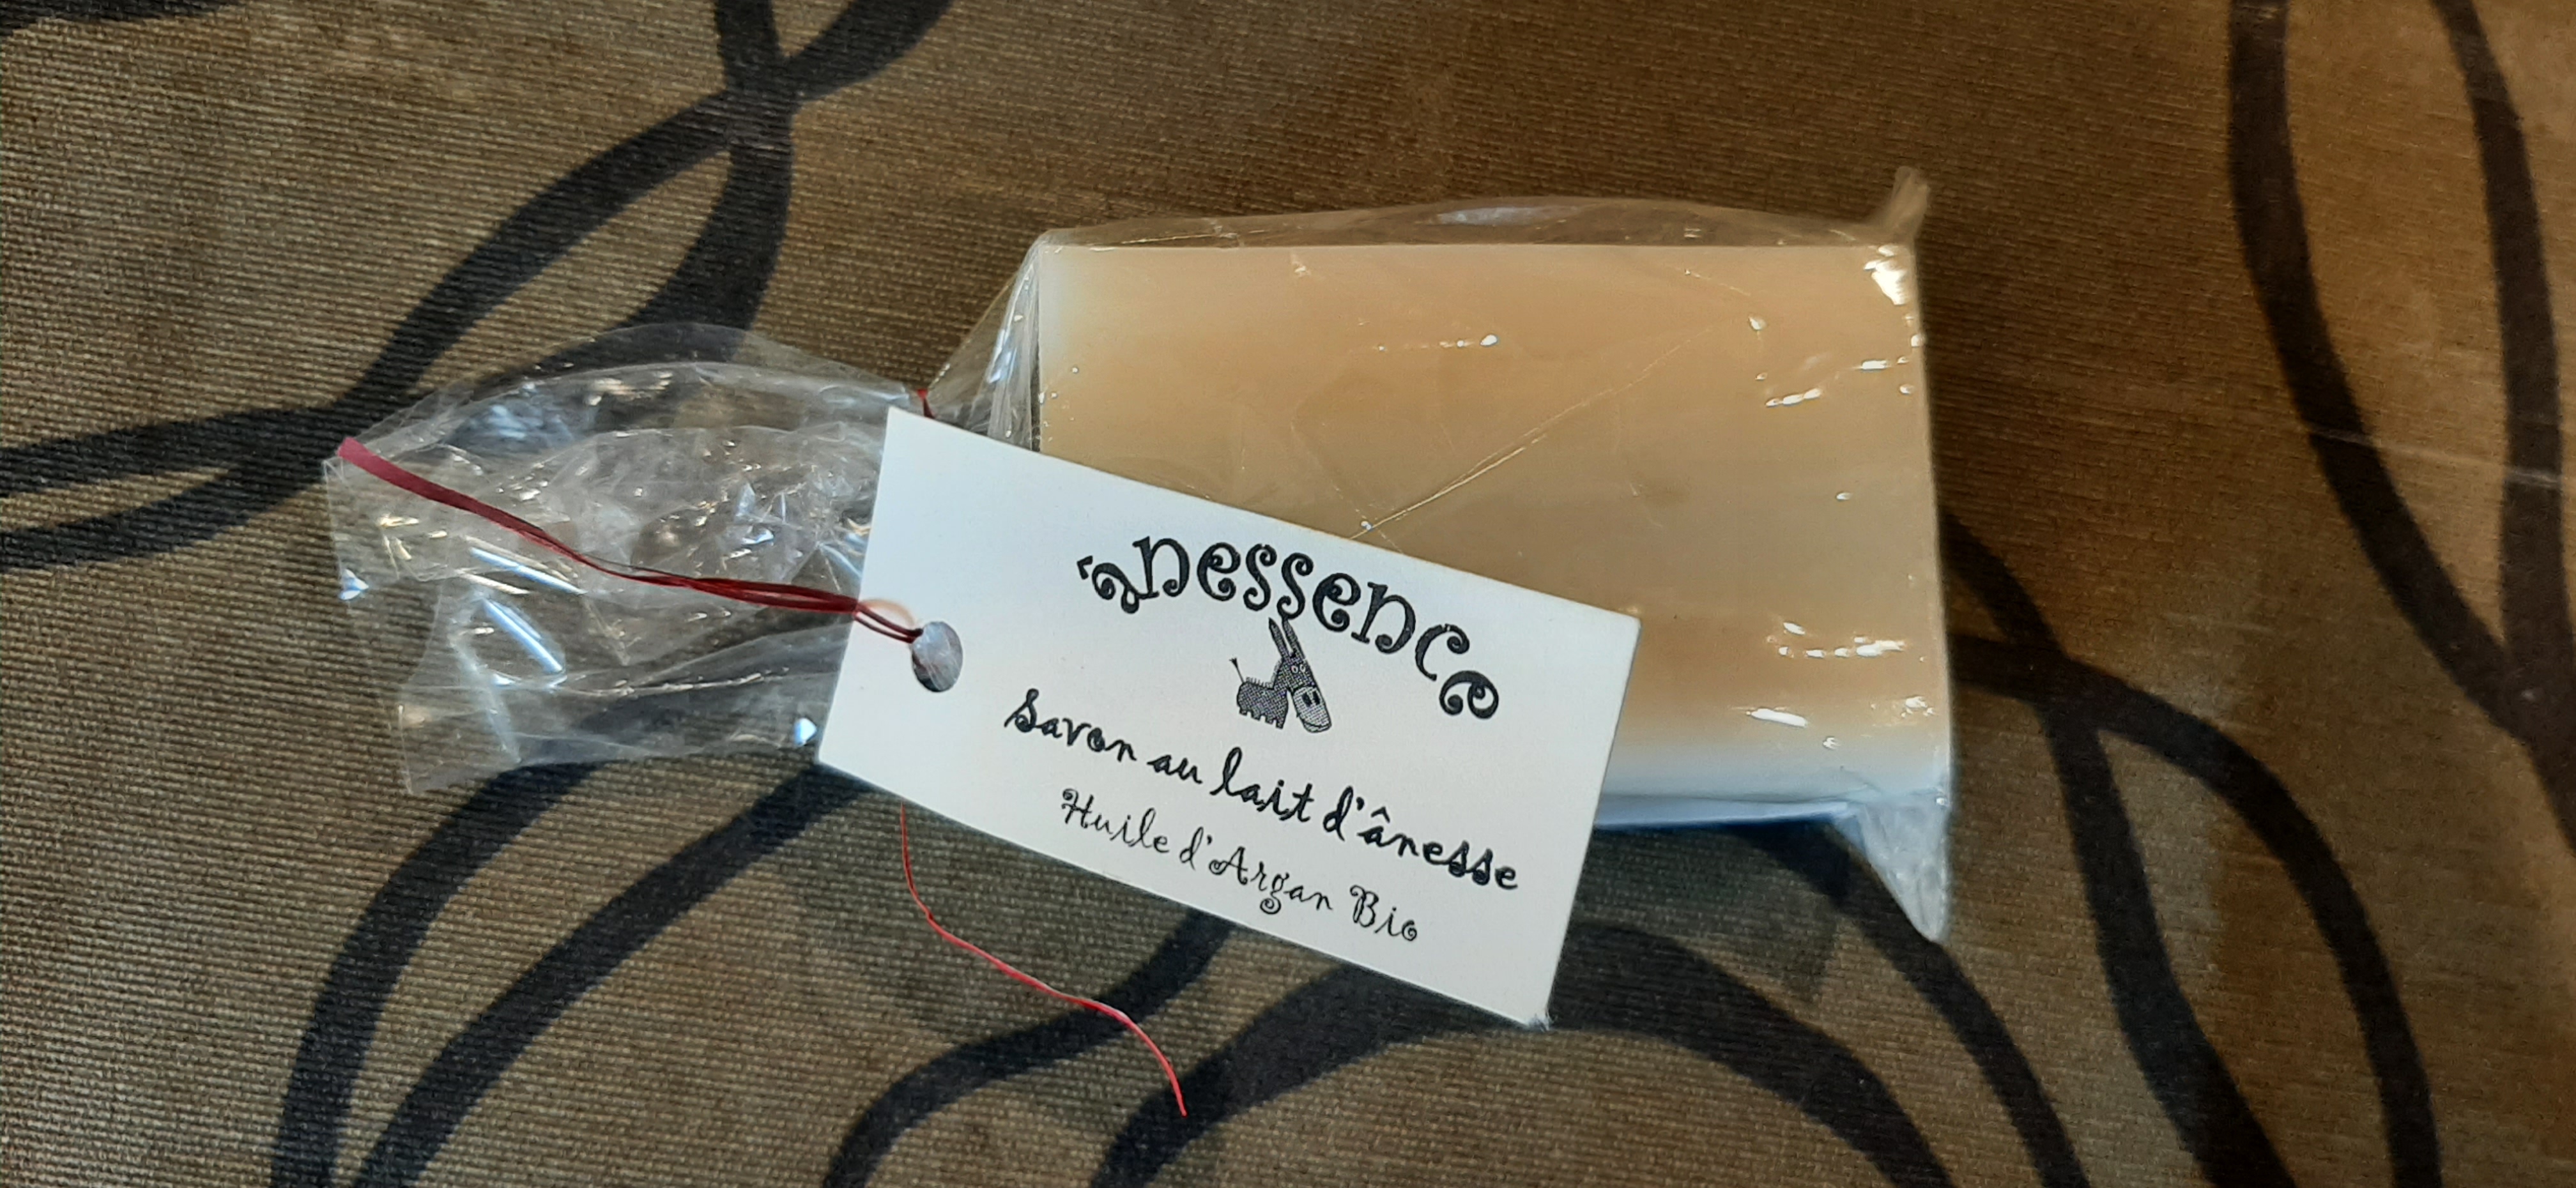 ânessence
Savon au lait d'ânesse
Huile d'Argan Bio